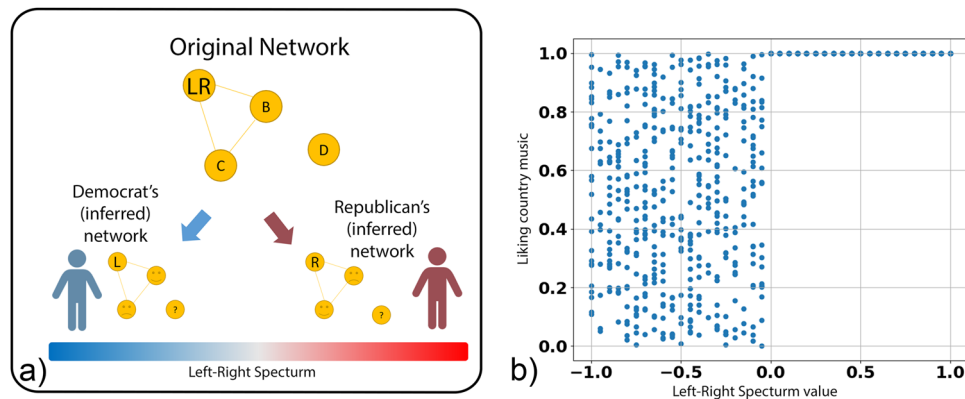 Original Network
LR
B
C
D
Democrat's
(inferred)
network
Republican's
(inferred)
network
L
?
R
?
Left-Right Specturm
a)
1.0
0.8
0.6
0.4
0.2
0.0
Liking country music
−1.0 −0.5 0.0 0.5 1.0
Left-Right Specturm value
b)